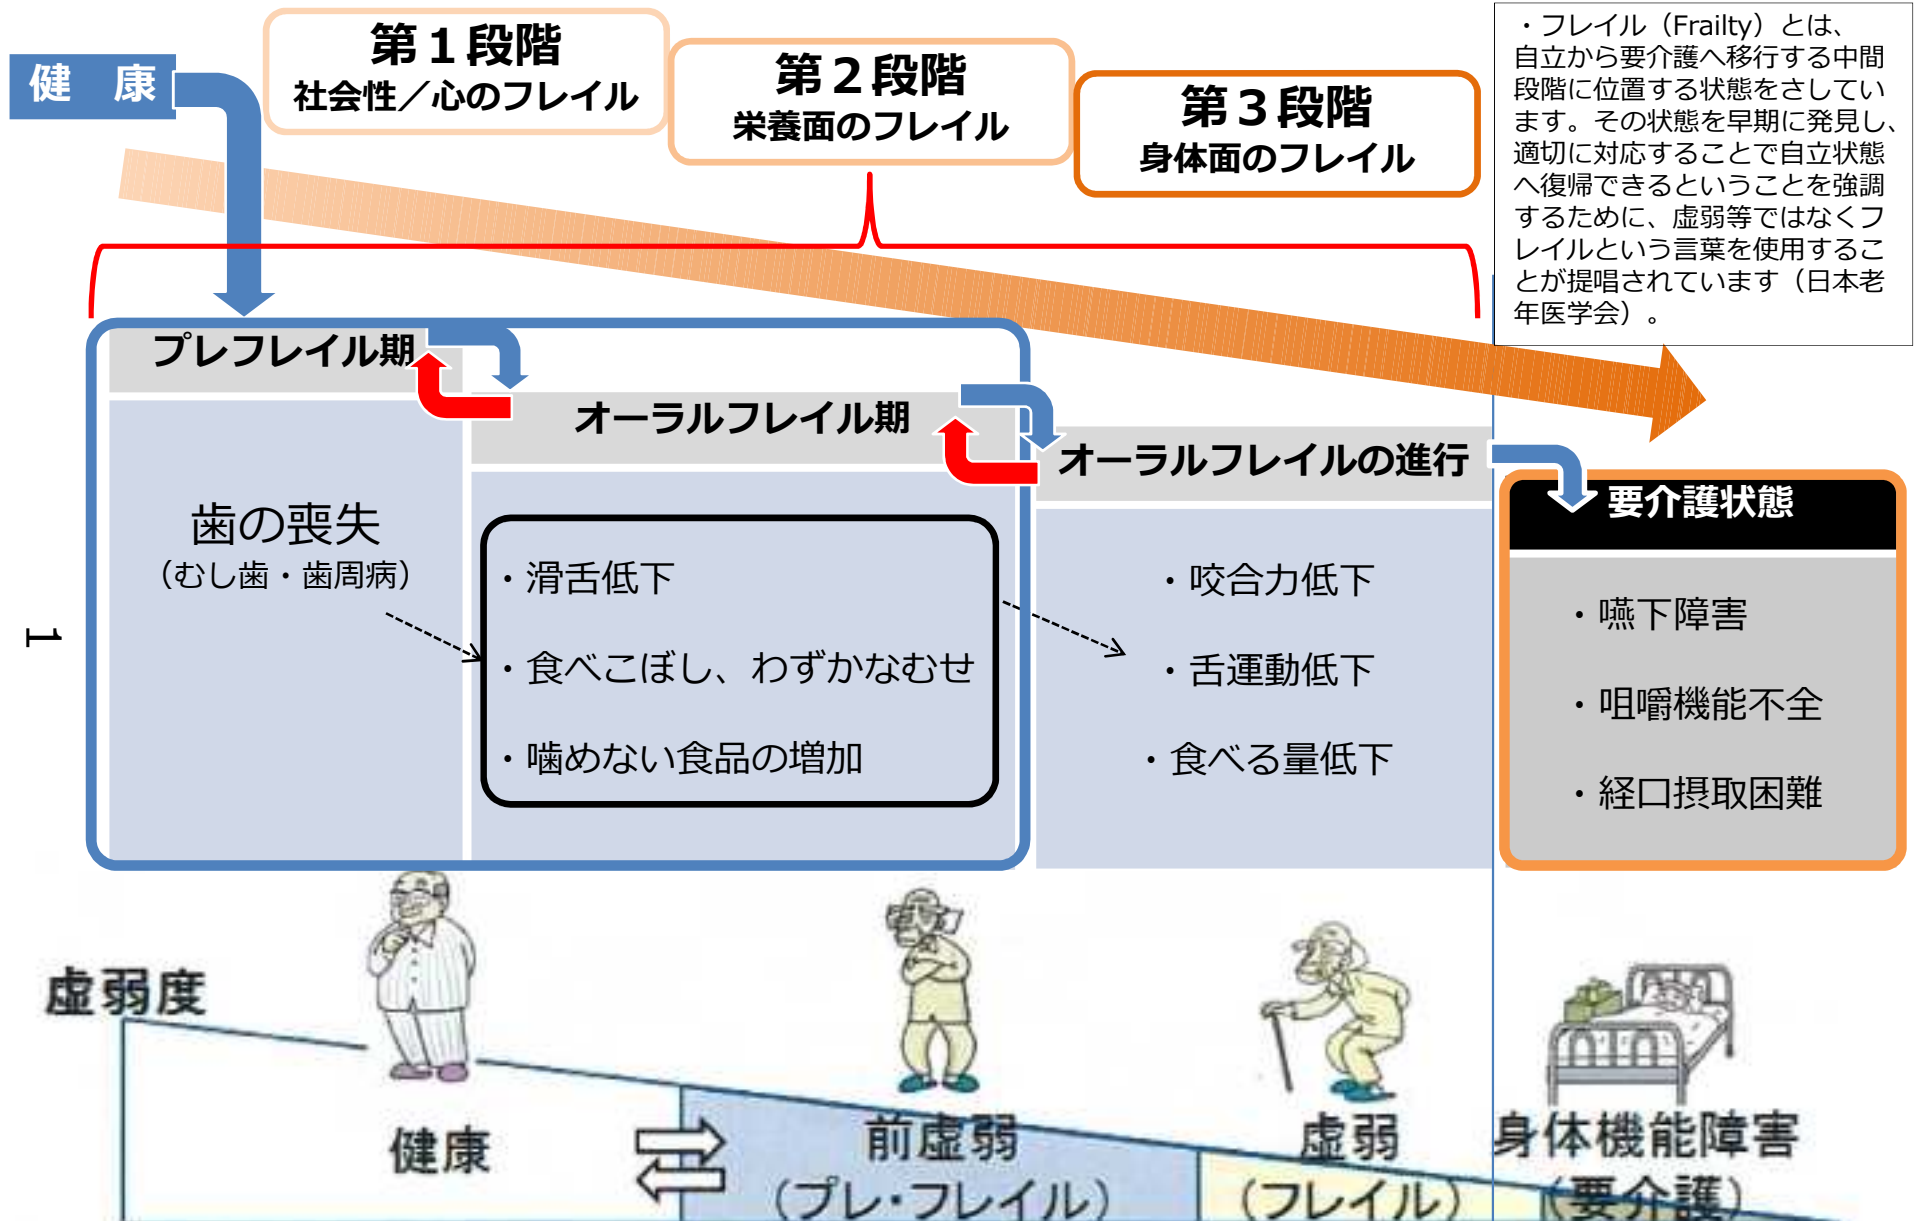 健　康
第１段階
社会性／心のフレイル
第２段階
栄養面のフレイル
第３段階
身体面のフレイル
・フレイル（Frailty）とは、
自立から要介護へ移行する中間
段階に位置する状態をさしてい
ます。その状態を早期に発見し、
適切に対応することで自立状態
へ復帰できるということを強調
するために、虚弱等ではなくフ
レイルという言葉を使用するこ
とが提唱されています（日本老
年医学会）。
プレフレイル期
オーラルフレイル期
オーラルフレイルの進行
要介護状態
歯の喪失
（むし歯・歯周病）
・滑舌低下
・食べこぼし、わずかなむせ
・噛めない食品の増加
・咬合力低下
・舌運動低下
・食べる量低下
・嚥下障害
・咀嚼機能不全
・経口摂取困難
1
虚弱度
健康
前虚弱
（プレ・フレイル）
虚弱
（フレイル）
身体機能障害
（要介護）